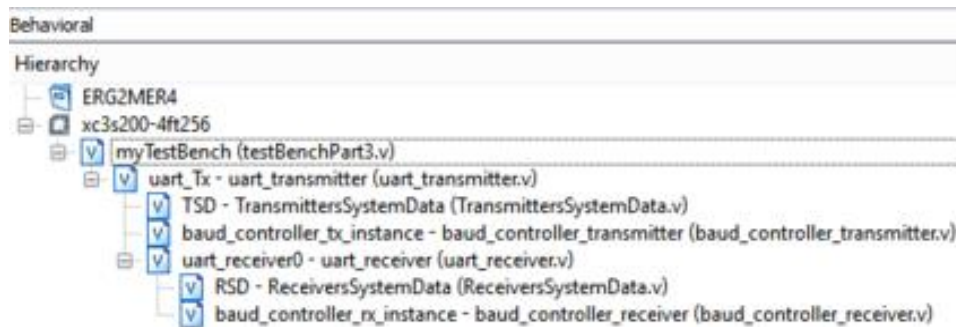 Behavioral
Hierarchy
ERG2MER4
xc3s200-4ft256
myTestBench (testBenchPart3.v)
uart_Tx - uart_transmitter (uart_transmitter.v)
TSD - TransmittersSystemData (TransmittersSystemData.v)
baud_controller_tx_instance - baud_controller_transmitter (baud_controller_transmitter.v)
uart_receiver0 - uart_receiver (uart_receiver.v)
RSD - ReceiversSystemData (ReceiversSystemData.v)
baud_controller_rx_instance - baud_controller_receiver (baud_controller_receiver.v)